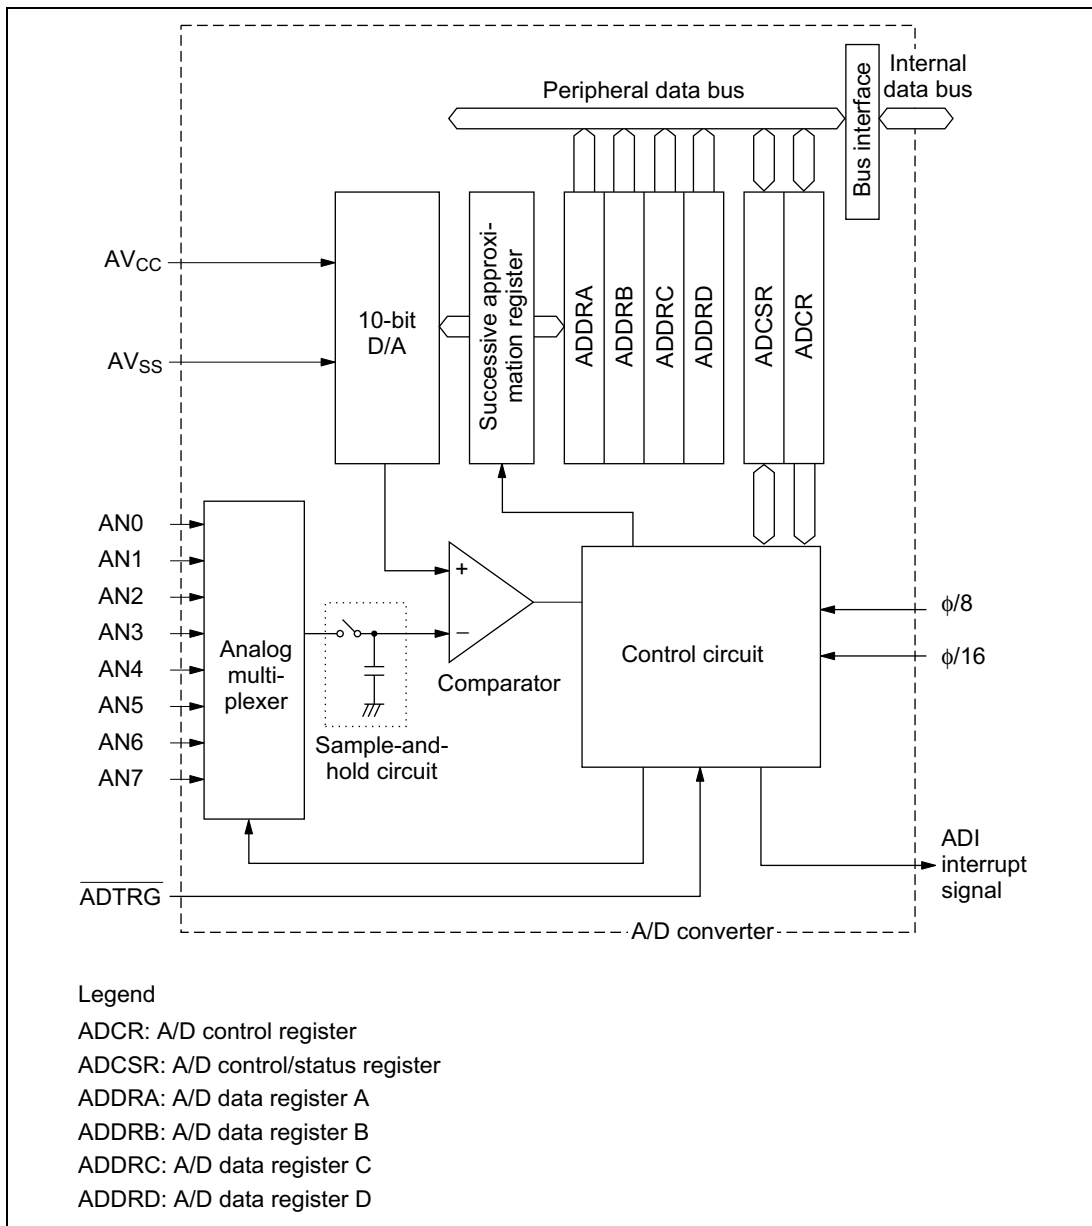 Peripheral data bus
Internal
data bus
Bus interface
AVCC
AVSS
10-bit
D/A
Successive approxi-
mation register
ADDRA
ADDRB
ADDRC
ADDRD
ADCSR
ADCR
AN0
AN1
AN2
AN3
AN4
AN5
AN6
AN7
Analog
multi-
plexer
+
−
Comparator
Sample-and-
hold circuit
Control circuit
ϕ/8
ϕ/16
ADI
interrupt
signal
ADTRG
A/D converter
Legend
ADCR: A/D control register
ADCSR: A/D control/status register
ADDRA: A/D data register A
ADDRB: A/D data register B
ADDRC: A/D data register C
ADDRD: A/D data register D